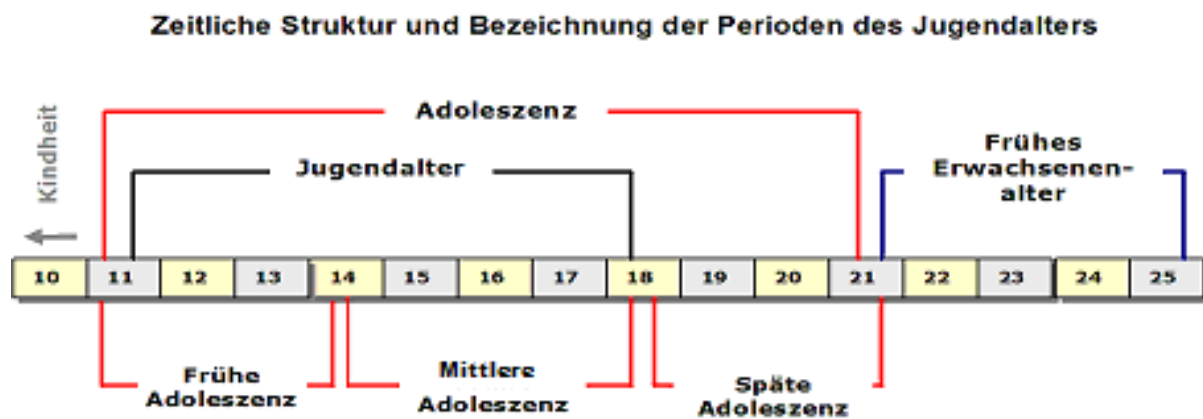 Zeitliche Struktur und Bezeichnung der Perioden des Jugendalters
Kindheit
Adoleszenz
Jugendalter
Frühes
Erwachsenen-
alter
10 11 12 13 14 15 16 17 18 19 20 21 22 23 24 25
Frühe
Adoleszenz
Mittlere
Adoleszenz
Späte
Adoleszenz